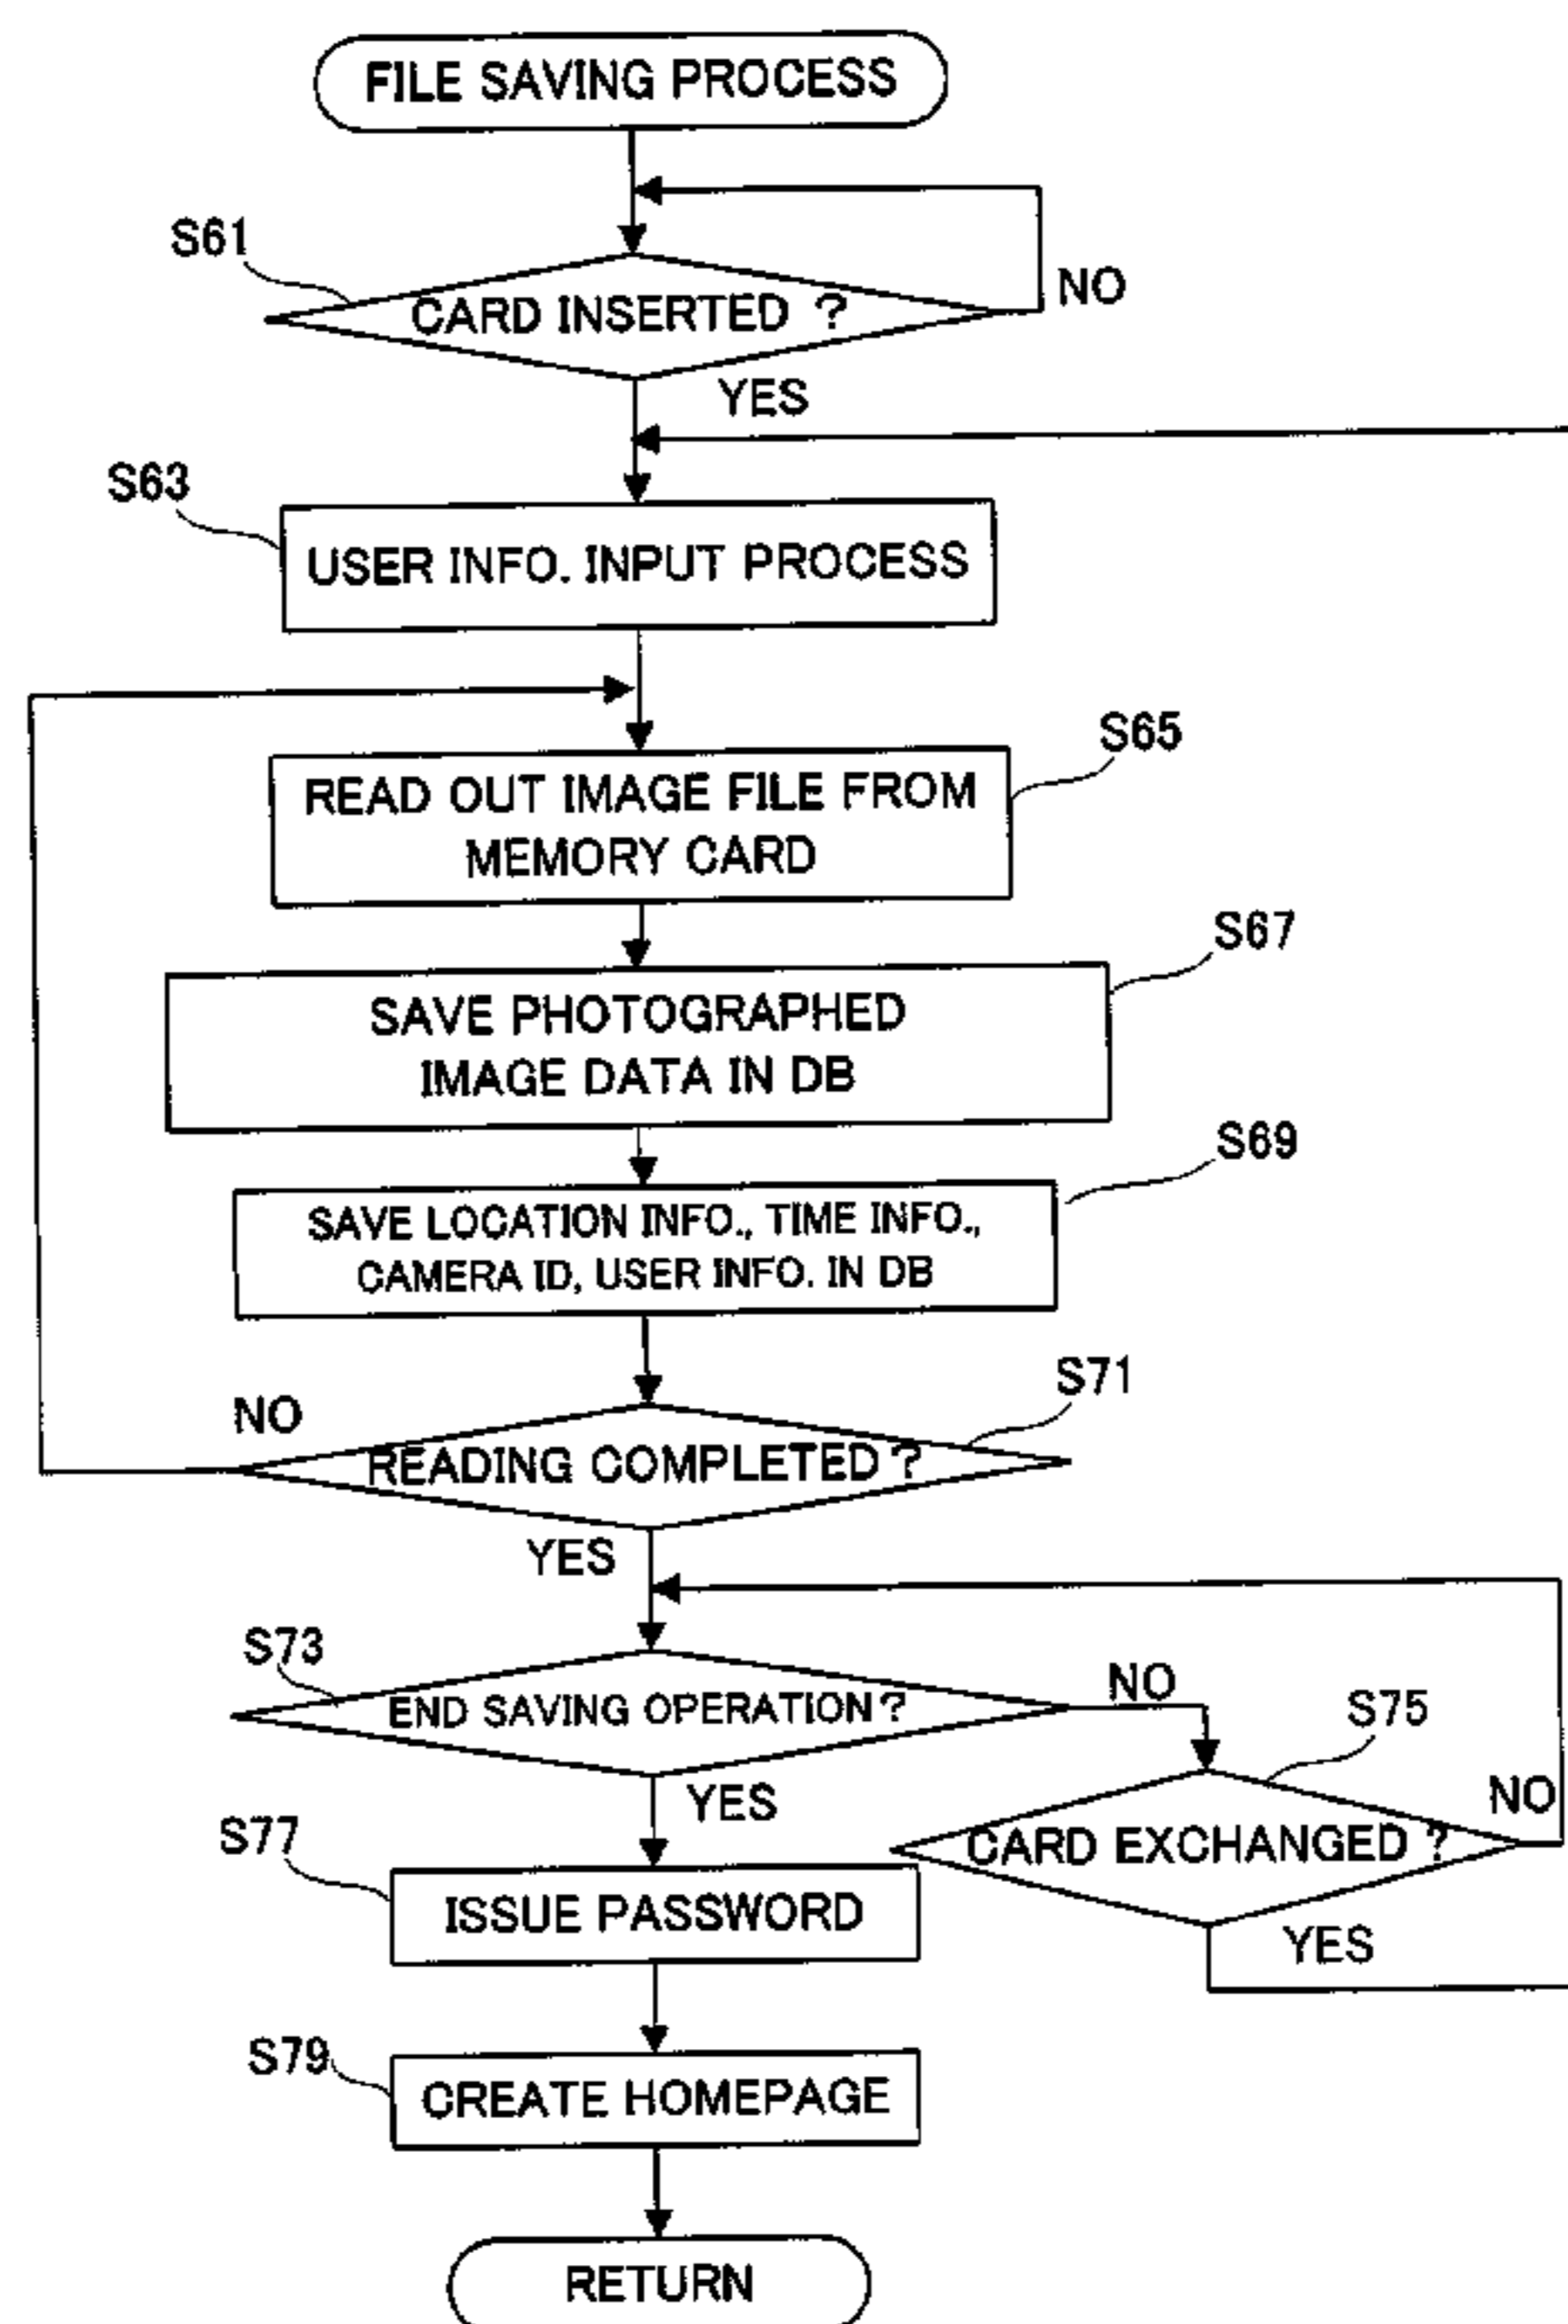 FILE SAVING PROCESS
S61
CARD INSERTED ?
NO
YES
S63
USER INFO. INPUT PROCESS
S65
READ OUT IMAGE FILE FROM
MEMORY CARD
S67
SAVE PHOTOGRAPHED
IMAGE DATA IN DB
S69
SAVE LOCATION INFO., TIME INFO.,
CAMERA ID, USER INFO. IN DB
S71
NO
READING COMPLETED ?
YES
S73
END SAVING OPERATION ?
NO
S75
YES
NO
CARD EXCHANGED ?
YES
S77
ISSUE PASSWORD
S79
CREATE HOMEPAGE
RETURN